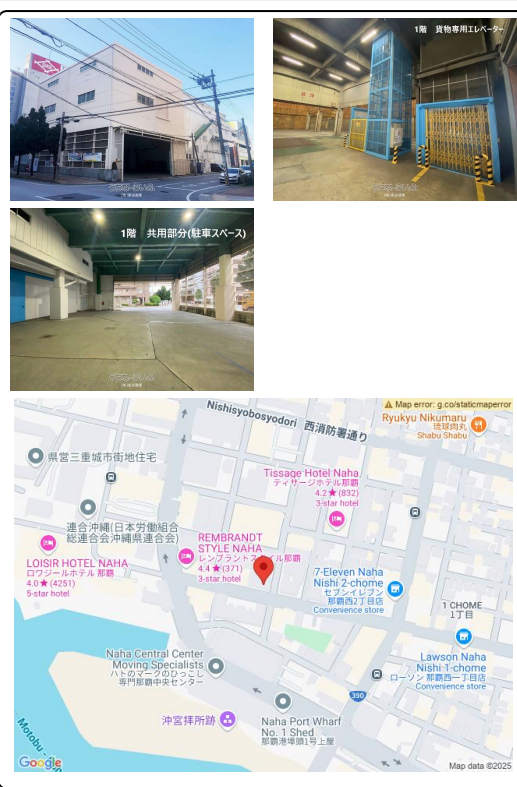 1階 貨物専用エレベーター
1階 共用部分(駐車スペース)
Map error: g.co/staticmaperror
Nishisyobosyodori 西消防署通り
Ryukyu Nikumaru
琉球肉丸
Shabu Shabu
県営三重城市街地住宅
Tissage Hotel Naha
ティサージホテル那覇
4.2★(832)
3-star hotel
連合沖縄(日本労働組合
総連合会沖縄県連合会)
REMBRANDT
STYLE NAHA
レンブラントスタイル那覇
4.4★(371)
3-star hotel
LOISIR HOTEL NAHA
ロワジールホテル 那覇
4.0★(4251)
5-star hotel
7-Eleven Naha
Nishi 2-chome
セブンイレブン
那覇西2丁目店
Convenience store
1 CHOME
1丁目
Lawson Naha
Nishi 1-chome
ローソン 那覇西一丁目店
Convenience store
Naha Central Center
Moving Specialists
ハトのマークのひっこし
専門那覇中央センター
390
沖宮拝所跡
Naha Port Wharf
No. 1 Shed
那覇港埠頭1号上屋
Motobu
Google
Map data ©2025